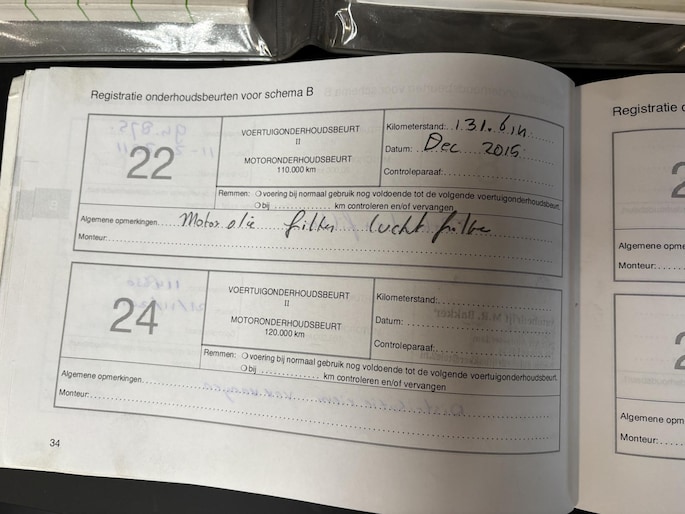 Registratie onderhoudsbeurten voor schema B
22
VOERTUIGONDERHOUDSBEURT
II
MOTORONDERHOUDSBEURT
110.000 km
Kilometerstand:
Datum: Dec 2015
Controleparaaf:
Remmen: voering bij normaal gebruik nog voldoende tot de volgende voertuigonderhoudsbeurt.
bij km controleren en/of vervangen
Algemene opmerkingen. Motor olie filter lucht filter
Monteur:
24
VOERTUIGONDERHOUDSBEURT
II
MOTORONDERHOUDSBEURT
120.000 km
Kilometerstand:
Datum:
Controleparaaf:
Remmen: voering bij normaal gebruik nog voldoende tot de volgende voertuigonderhoudsbeurt.
bij km controleren en/of vervangen
Algemene opmerkingen.
Monteur:
34
Registratie
Algemene
Monteur:
Algemene
Monteur: